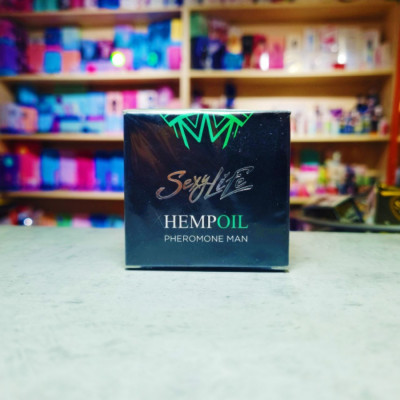 Sexy LiFE
HEMPOIL
PHEROMONE MAN